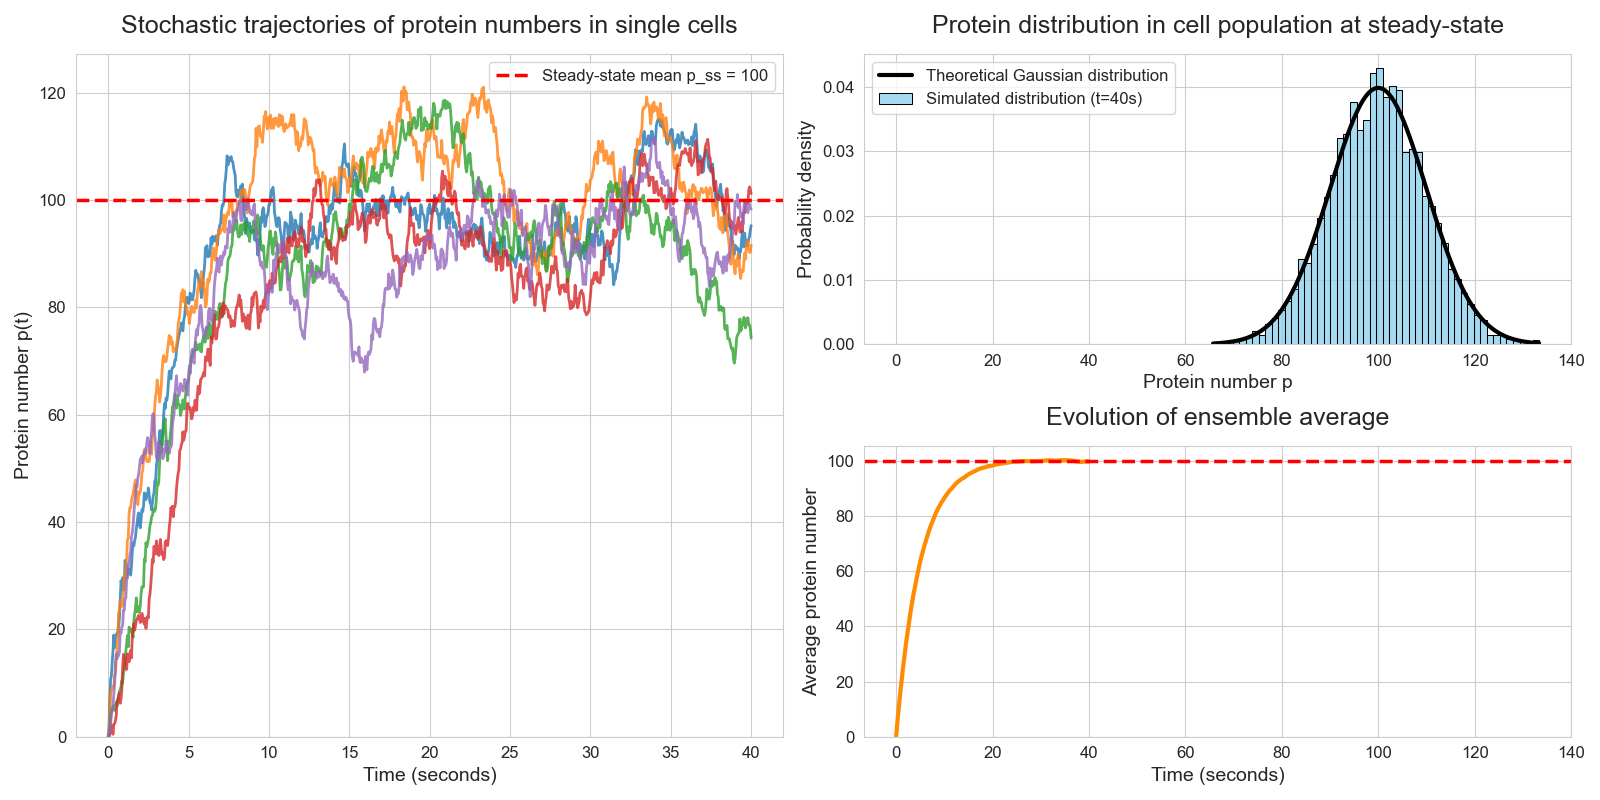 Stochastic trajectories of protein numbers in single cells
Steady-state mean p_ss = 100
Protein number p(t)
120
100
80
60
40
20
0
0 5 10 15 20 25 30 35 40
Time (seconds)
Protein distribution in cell population at steady-state
Theoretical Gaussian distribution
Simulated distribution (t=40s)
Probability density
0.04
0.03
0.02
0.01
0.00
0 20 40 60 80 100 120 140
Protein number p
Evolution of ensemble average
Average protein number
100
80
60
40
20
0
0 20 40 60 80 100 120 140
Time (seconds)